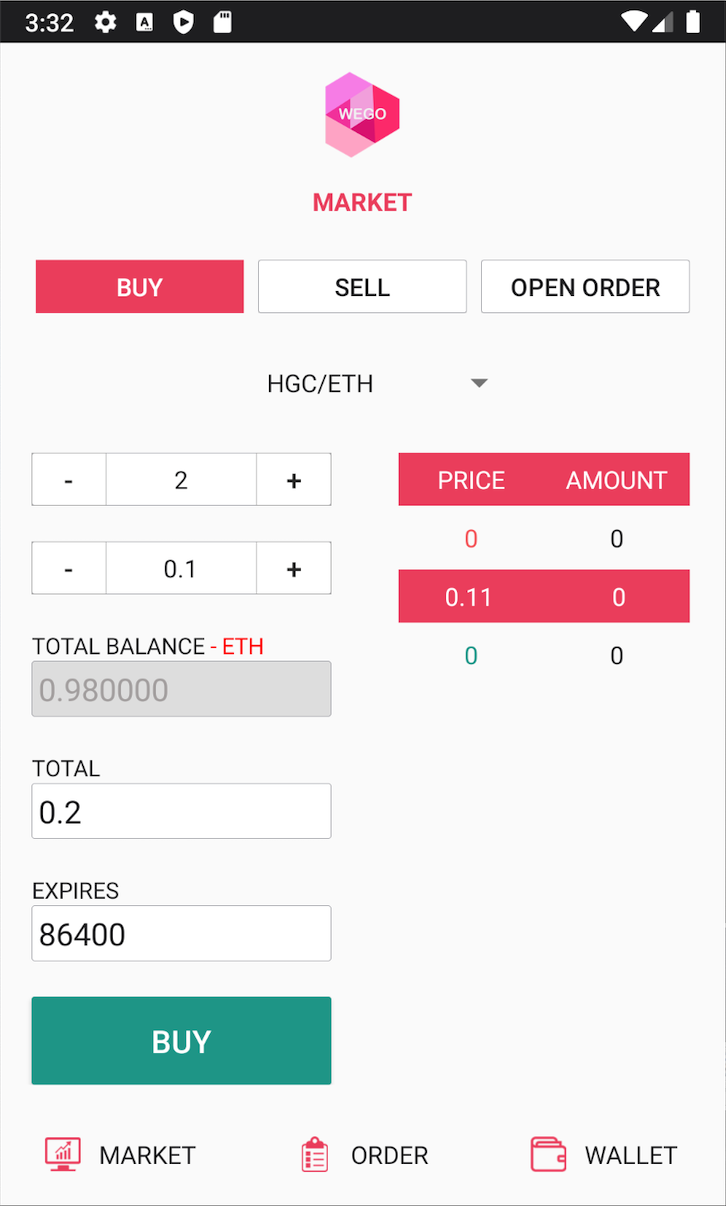 3:32
A
WEGO
MARKET
BUY SELL OPEN ORDER
HGC/ETH
- 2 +
- 0.1 +
TOTAL BALANCE - ETH
0.980000
TOTAL
0.2
EXPIRES
86400
BUY
PRICE AMOUNT
0 0
0.11 0
0 0
MARKET ORDER WALLET